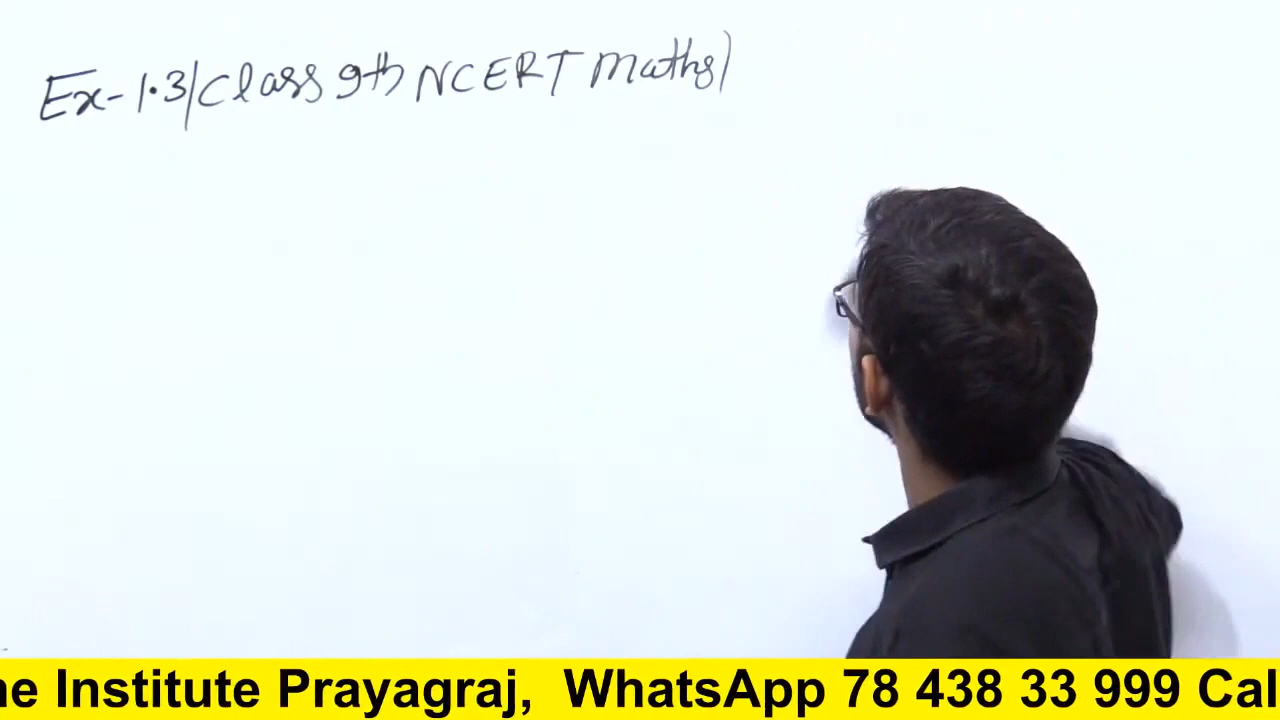 Ex-1.3/Class 9th NCERT Maths)
ne Institute Prayagraj, WhatsApp 78 438 33 999 Cal